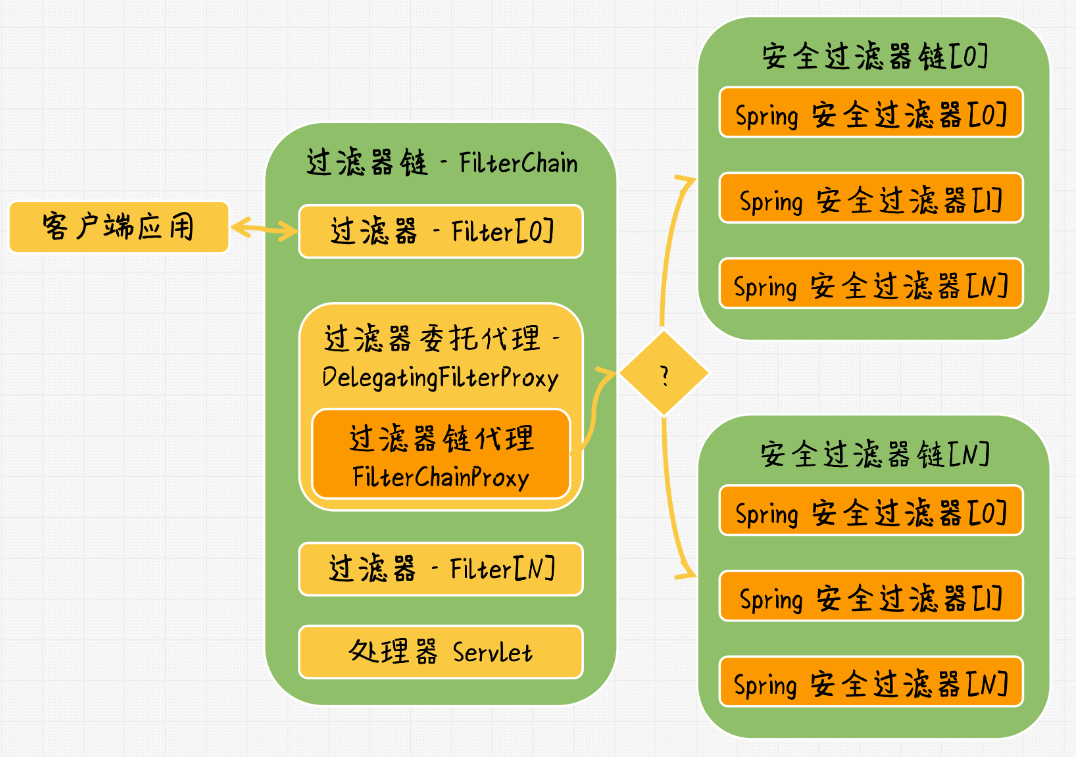 客户端应用
过滤器链 - FilterChain
过滤器 - Filter[0]
过滤器委托代理 -
DelegatingFilterProxy
过滤器链代理
FilterChainProxy
过滤器 - Filter[N]
处理器 Servlet
?
安全过滤器链[0]
Spring 安全过滤器[0]
Spring 安全过滤器[1]
Spring 安全过滤器[N]
安全过滤器链[N]
Spring 安全过滤器[0]
Spring 安全过滤器[1]
Spring 安全过滤器[N]